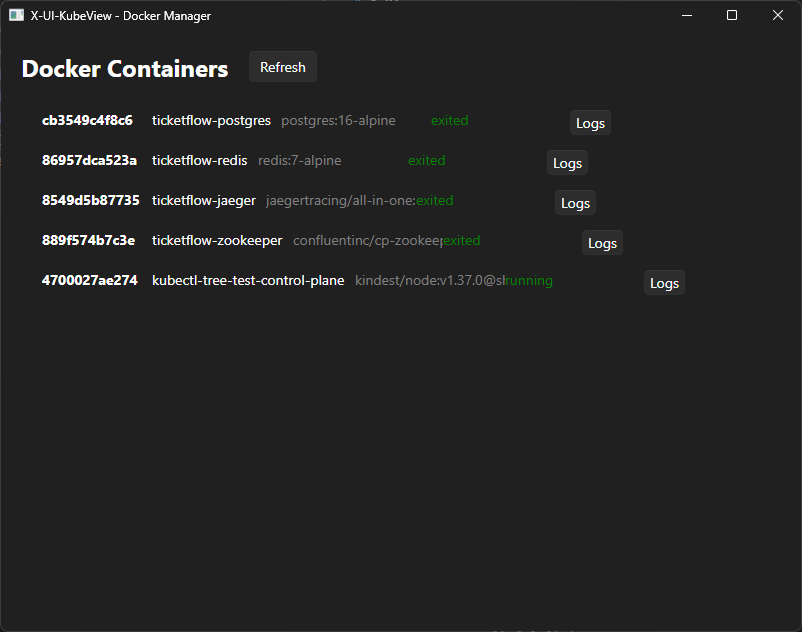 X-UI-KubeView - Docker Manager
Docker Containers Refresh
cb3549c4f8c6 ticketflow-postgres postgres:16-alpine exited Logs
86957dca523a ticketflow-redis redis:7-alpine exited Logs
8549d5b87735 ticketflow-jaeger jaegertracing/all-in-one: exited Logs
889f574b7c3e ticketflow-zookeeper confluentinc/cp-zookeep exited Logs
4700027ae274 kubectl-tree-test-control-plane kindest/node:v1.37.0@sh running Logs